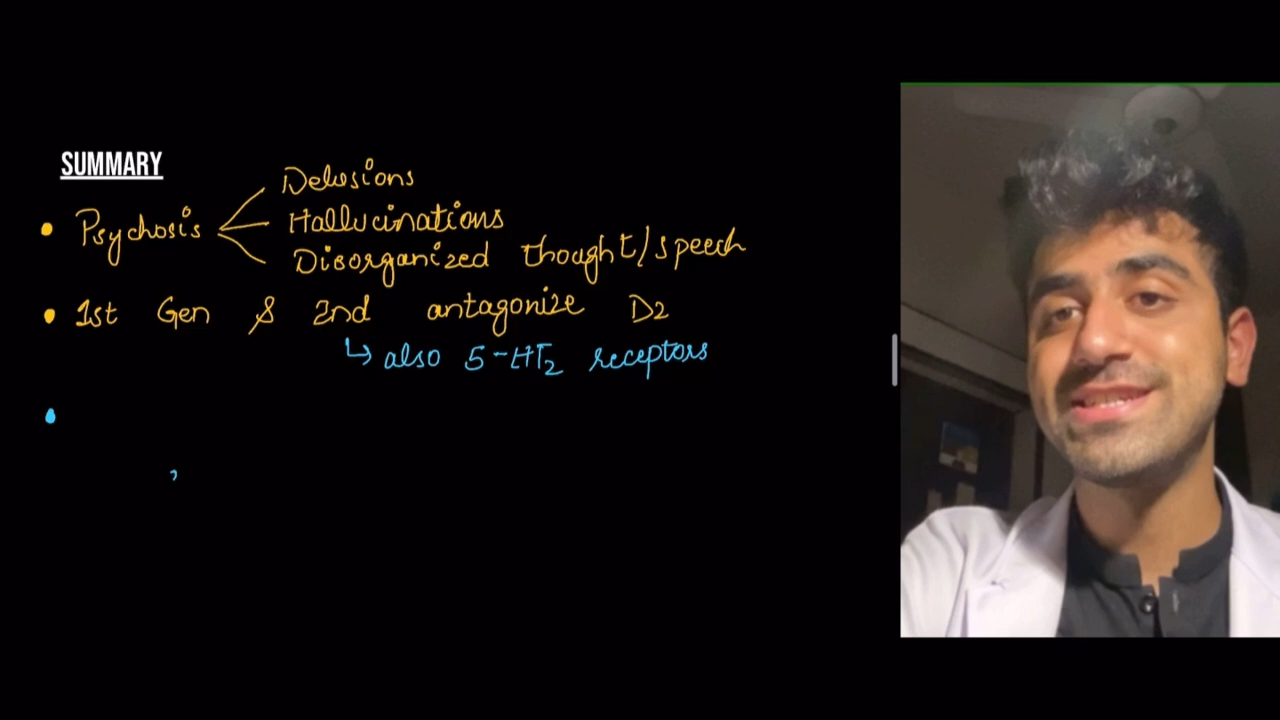 SUMMARY
• Psychosis
Delusions
Hallucinations
Disorganized thought/speech
• 1st Gen & 2nd antagonize D2
↳ also 5-HT₂ receptors
•